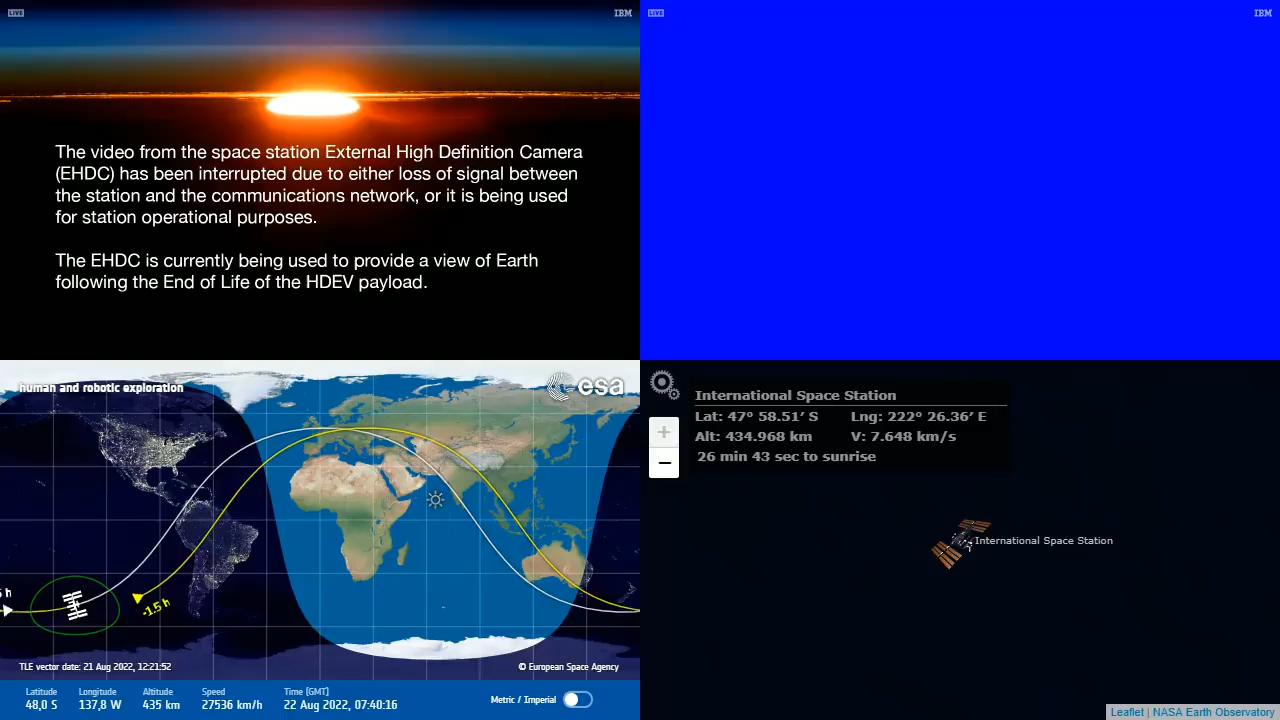 LIVE
IBM
The video from the space station External High Definition Camera
(EHDC) has been interrupted due to either loss of signal between
the station and the communications network, or it is being used
for station operational purposes.
The EHDC is currently being used to provide a view of Earth
following the End of Life of the HDEV payload.
LIVE
IBM
human and robotic exploration
esa
-1.5 h
TLE vector date: 21 Aug 2022, 12:21:52
© European Space Agency
Latitude
48,0 S
Longitude
137,8 W
Altitude
435 km
Speed
27536 km/h
Time [GMT]
22 Aug 2022, 07:40:16
Metric / Imperial
+
−
International Space Station
Lat: 47° 58.51′ S
Lng: 222° 26.36′ E
Alt: 434.968 km
V: 7.648 km/s
26 min 43 sec to sunrise
International Space Station
Leaflet | NASA Earth Observatory